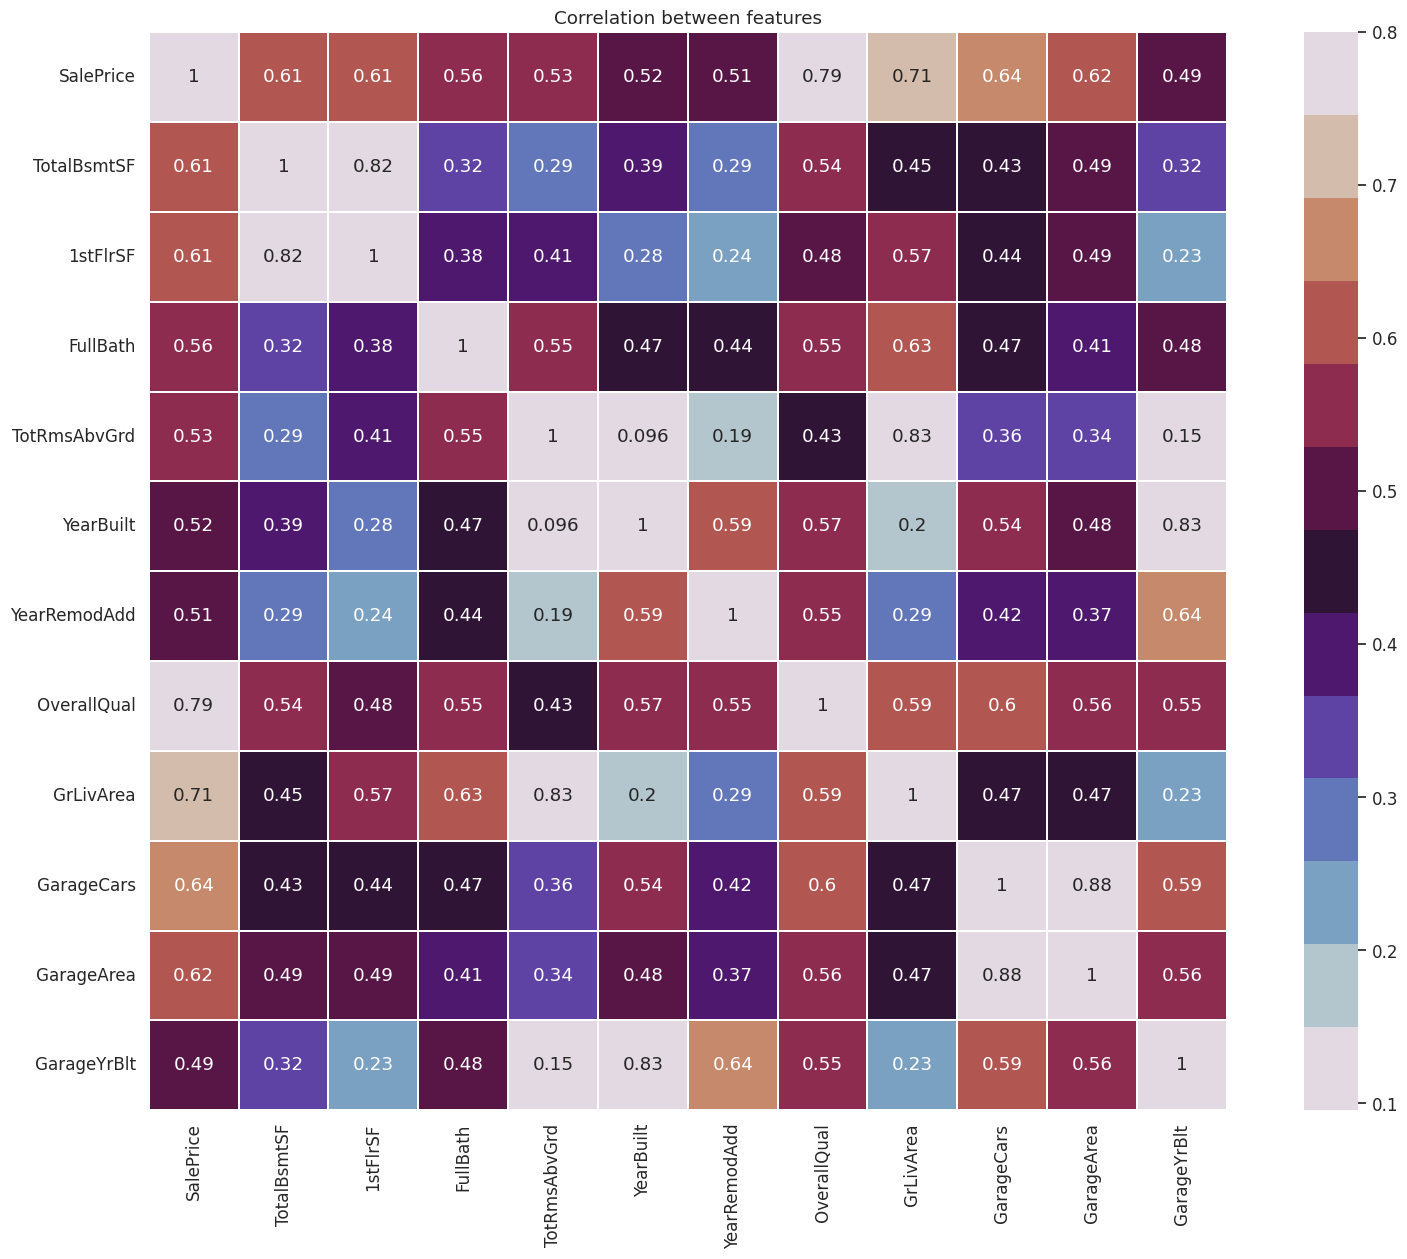 Correlation between features
SalePrice 1 0.61 0.61 0.56 0.53 0.52 0.51 0.79 0.71 0.64 0.62 0.49
TotalBsmtSF 0.61 1 0.82 0.32 0.29 0.39 0.29 0.54 0.45 0.43 0.49 0.32
1stFlrSF 0.61 0.82 1 0.38 0.41 0.28 0.24 0.48 0.57 0.44 0.49 0.23
FullBath 0.56 0.32 0.38 1 0.55 0.47 0.44 0.55 0.63 0.47 0.41 0.48
TotRmsAbvGrd 0.53 0.29 0.41 0.55 1 0.096 0.19 0.43 0.83 0.36 0.34 0.15
YearBuilt 0.52 0.39 0.28 0.47 0.096 1 0.59 0.57 0.2 0.54 0.48 0.83
YearRemodAdd 0.51 0.29 0.24 0.44 0.19 0.59 1 0.55 0.29 0.42 0.37 0.64
OverallQual 0.79 0.54 0.48 0.55 0.43 0.57 0.55 1 0.59 0.6 0.56 0.55
GrLivArea 0.71 0.45 0.57 0.63 0.83 0.2 0.29 0.59 1 0.47 0.47 0.23
GarageCars 0.64 0.43 0.44 0.47 0.36 0.54 0.42 0.6 0.47 1 0.88 0.59
GarageArea 0.62 0.49 0.49 0.41 0.34 0.48 0.37 0.56 0.47 0.88 1 0.56
GarageYrBlt 0.49 0.32 0.23 0.48 0.15 0.83 0.64 0.55 0.23 0.59 0.56 1
SalePrice
TotalBsmtSF
1stFlrSF
FullBath
TotRmsAbvGrd
YearBuilt
YearRemodAdd
OverallQual
GrLivArea
GarageCars
GarageArea
GarageYrBlt
0.8
0.7
0.6
0.5
0.4
0.3
0.2
0.1